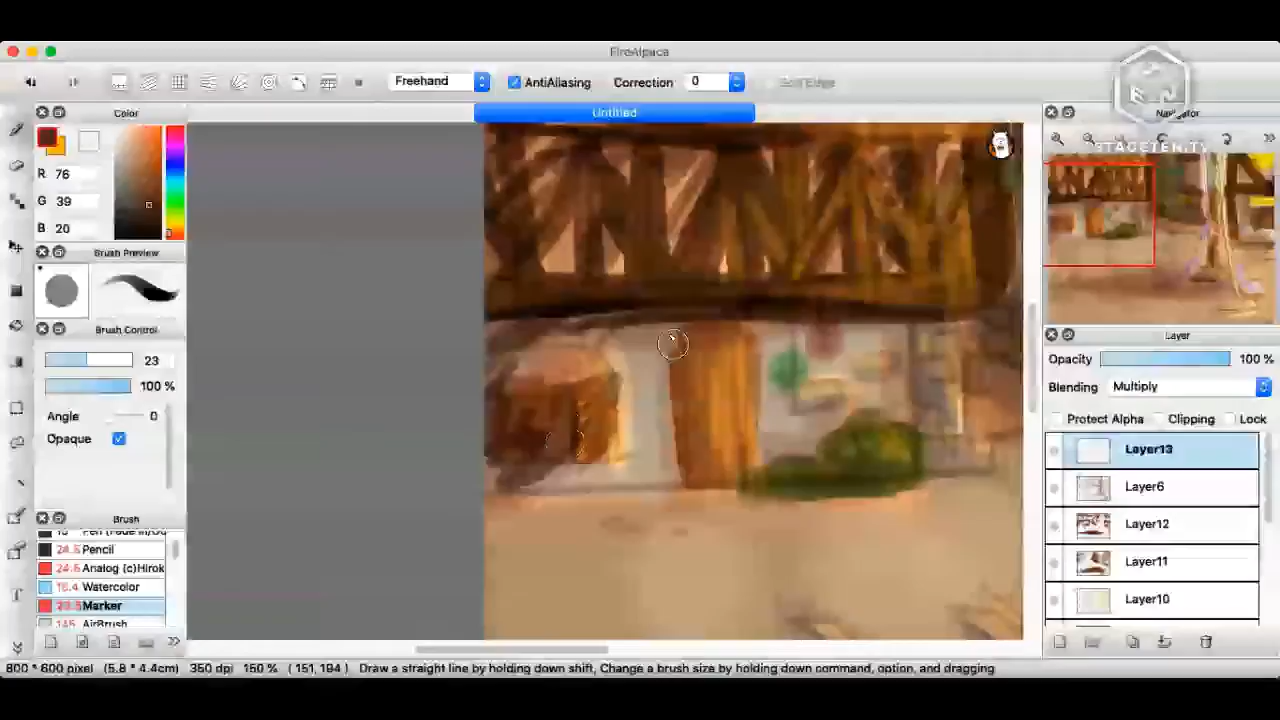 FireAlpaca
Freehand AntiAliasing Correction 0 Soft Edge
Untitled
Color
Navigator
STAGETEN.TV
R 76
G 39
B 20
Brush Preview
Brush Control
23
100 %
Angle 0
Opaque
Brush
Pencil
Analog (c)Hirok
Watercolor
Marker
145 AirBrush
Layer
Opacity 100 %
Blending Multiply
Protect Alpha Clipping Lock
Layer13
Layer6
Layer12
Layer11
Layer10
800 * 600 pixel (5.8 * 4.4cm) 350 dpi 150 % ( 151, 194 ) Draw a straight line by holding down shift, Change a brush size by holding down command, option, and dragging